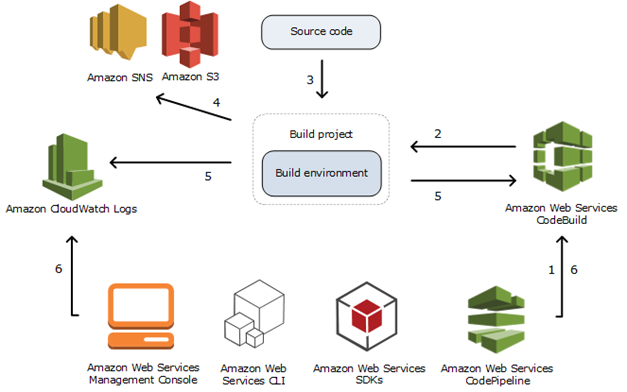 Source code
Amazon SNS
Amazon S3
3
4
Build project
2
Build environment
5
5
Amazon CloudWatch Logs
Amazon Web Services
CodeBuild
6
1
6
Amazon Web Services
Management Console
Amazon Web
Services CLI
Amazon Web Services
SDKs
Amazon Web Services
CodePipeline